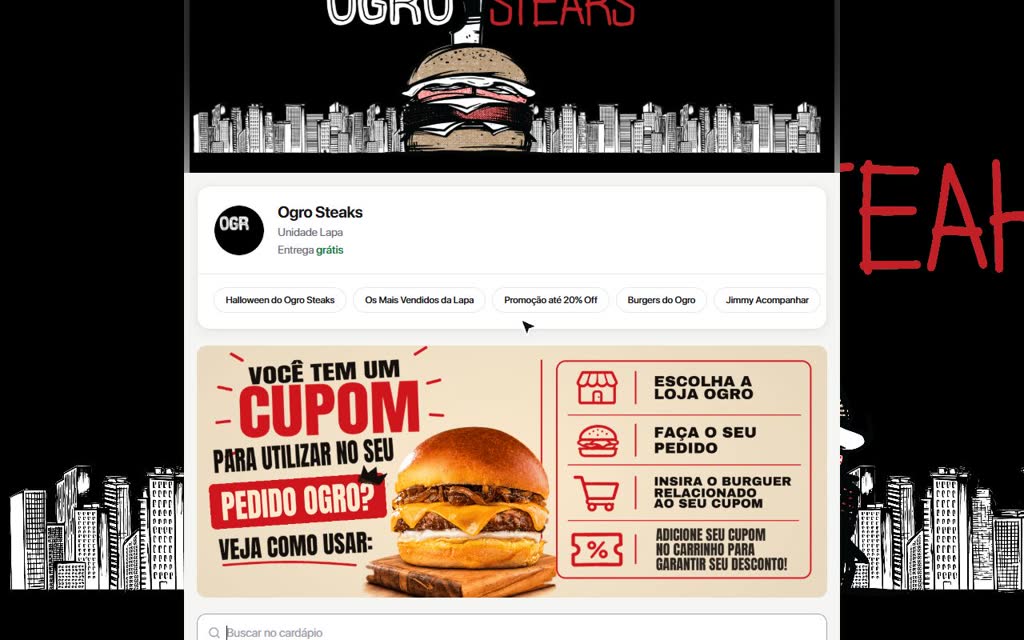 OGRO STEAKS
TEAK
OGR
Ogro Steaks
Unidade Lapa
Entrega grátis
Halloween do Ogro Steaks
Os Mais Vendidos da Lapa
Promoção até 20% Off
Burgers do Ogro
Jimmy Acompanhar
VOCÊ TEM UM
CUPOM
PARA UTILIZAR NO SEU
PEDIDO OGRO?
VEJA COMO USAR:
ESCOLHA A
LOJA OGRO
FAÇA O SEU
PEDIDO
INSIRA O BURGUER
RELACIONADO
AO SEU CUPOM
%
ADICIONE SEU CUPOM
NO CARRINHO PARA
GARANTIR SEU DESCONTO!
Buscar no cardápio